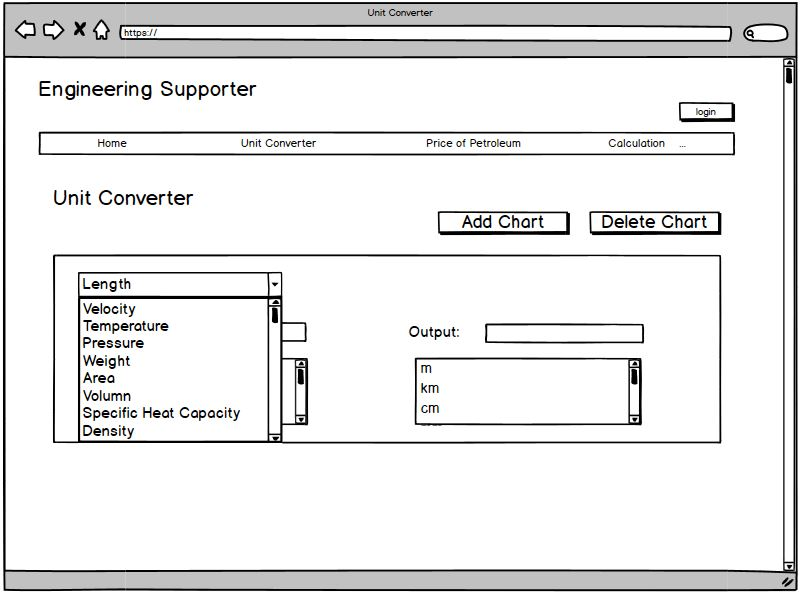 Unit Converter
https://
Engineering Supporter
login
Home Unit Converter Price of Petroleum Calculation ...
Unit Converter
Add Chart Delete Chart
Length
Velocity
Temperature
Pressure
Weight
Area
Volumn
Specific Heat Capacity
Density
Output:
m
km
cm